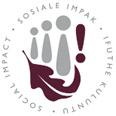 SOCIAL IMPACT • SOSIALE IMPAK • IFUTHE KULUNTU •